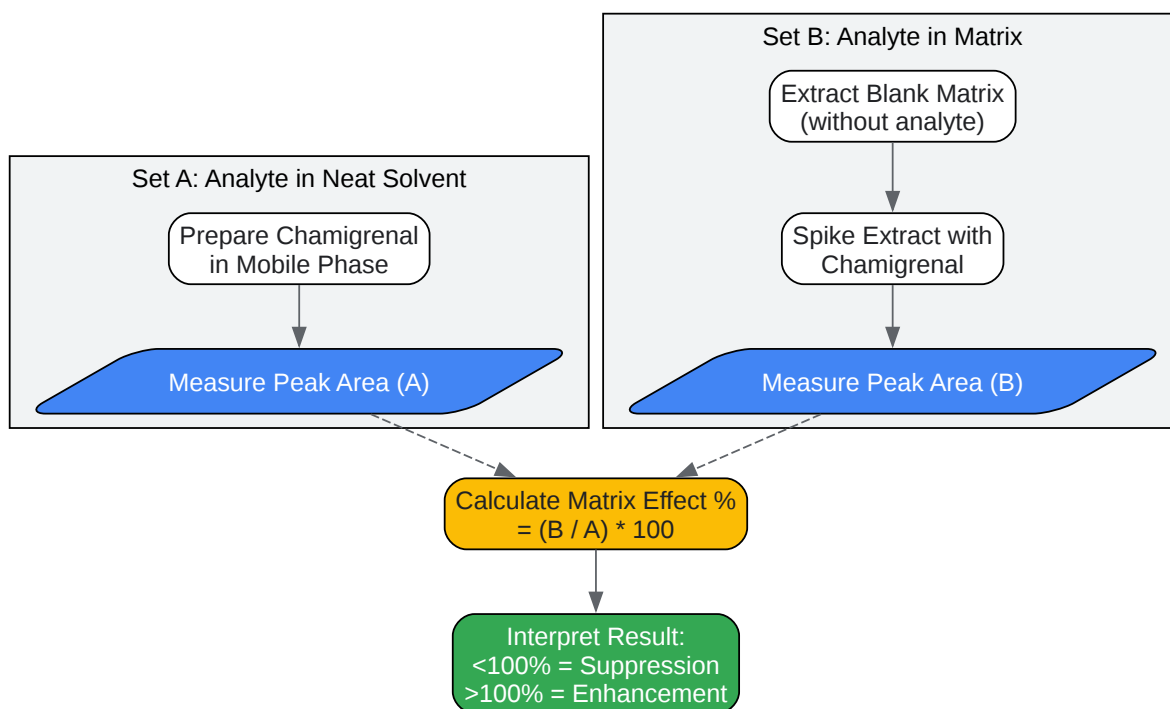 Set A: Analyte in Neat Solvent
Prepare Chamigrenal
in Mobile Phase
Measure Peak Area (A)
Set B: Analyte in Matrix
Extract Blank Matrix
(without analyte)
Spike Extract with
Chamigrenal
Measure Peak Area (B)
Calculate Matrix Effect %
= (B / A) * 100
Interpret Result:
<100% = Suppression
>100% = Enhancement